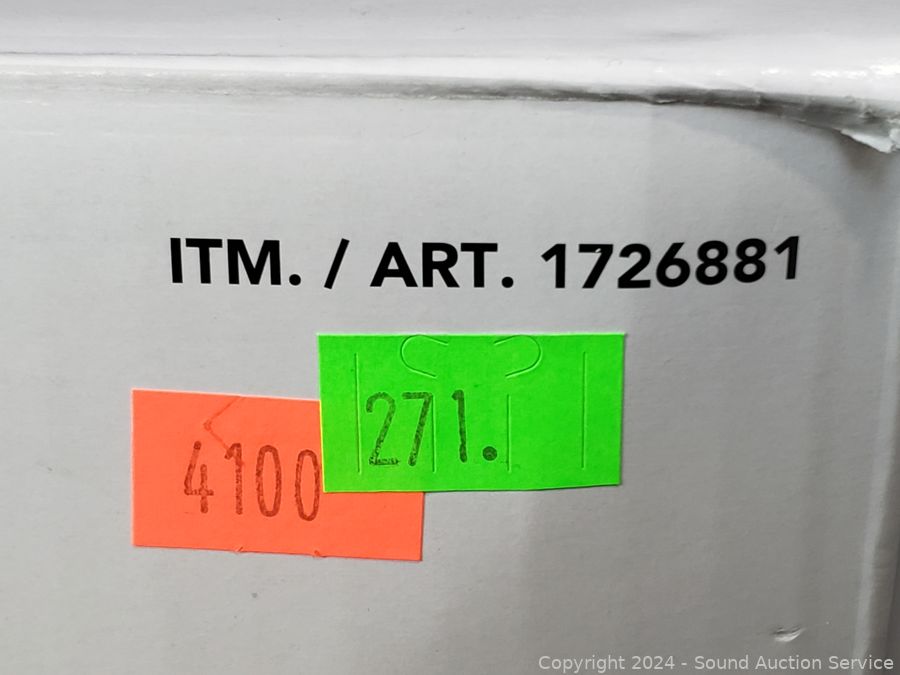 ITM. / ART. 1726881
271.
4100
Copyright 2024 - Sound Auction Service